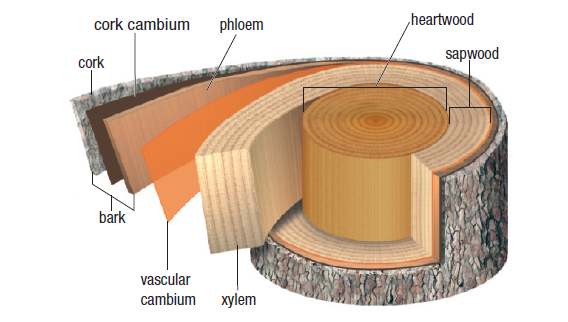 cork cambium
phloem
heartwood
sapwood
cork
bark
vascular
cambium
xylem